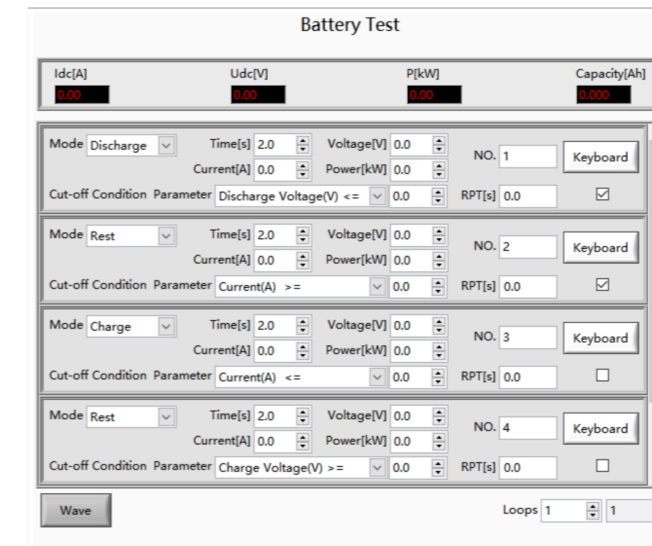 Battery Test
Idc[A] Udc[V] P[kW] Capacity[Ah]
0.00 0.00 0.00 0.000
Mode Discharge Time[s] 2.0 Voltage[V] 0.0 NO. 1 Keyboard
Current[A] 0.0 Power[kW] 0.0
Cut-off Condition Parameter Discharge Voltage(V) <= 0.0 RPT[s] 0.0
Mode Rest Time[s] 2.0 Voltage[V] 0.0 NO. 2 Keyboard
Current[A] 0.0 Power[kW] 0.0
Cut-off Condition Parameter Current(A) >= 0.0 RPT[s] 0.0
Mode Charge Time[s] 2.0 Voltage[V] 0.0 NO. 3 Keyboard
Current[A] 0.0 Power[kW] 0.0
Cut-off Condition Parameter Current(A) <= 0.0 RPT[s] 0.0
Mode Rest Time[s] 2.0 Voltage[V] 0.0 NO. 4 Keyboard
Current[A] 0.0 Power[kW] 0.0
Cut-off Condition Parameter Charge Voltage(V) >= 0.0 RPT[s] 0.0
Wave Loops 1 1